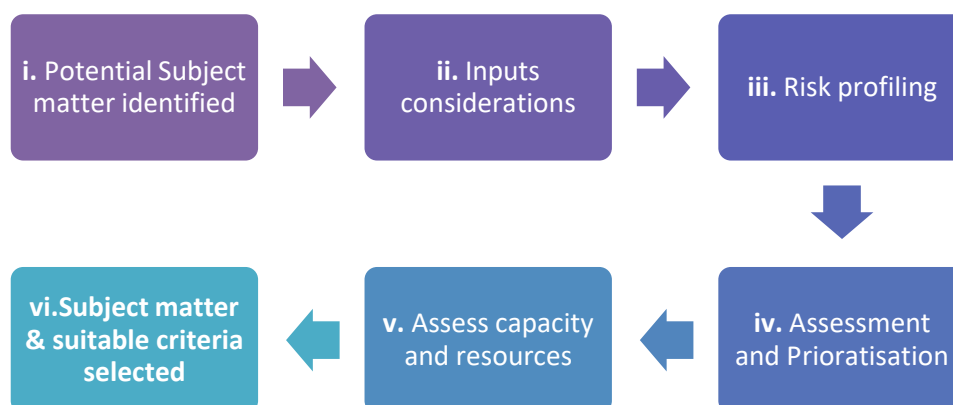 i. Potential Subject
matter identified
ii. Inputs
considerations
iii. Risk profiling
iv. Assessment
and Prioratisation
v. Assess capacity
and resources
vi.Subject matter
& suitable criteria
selected